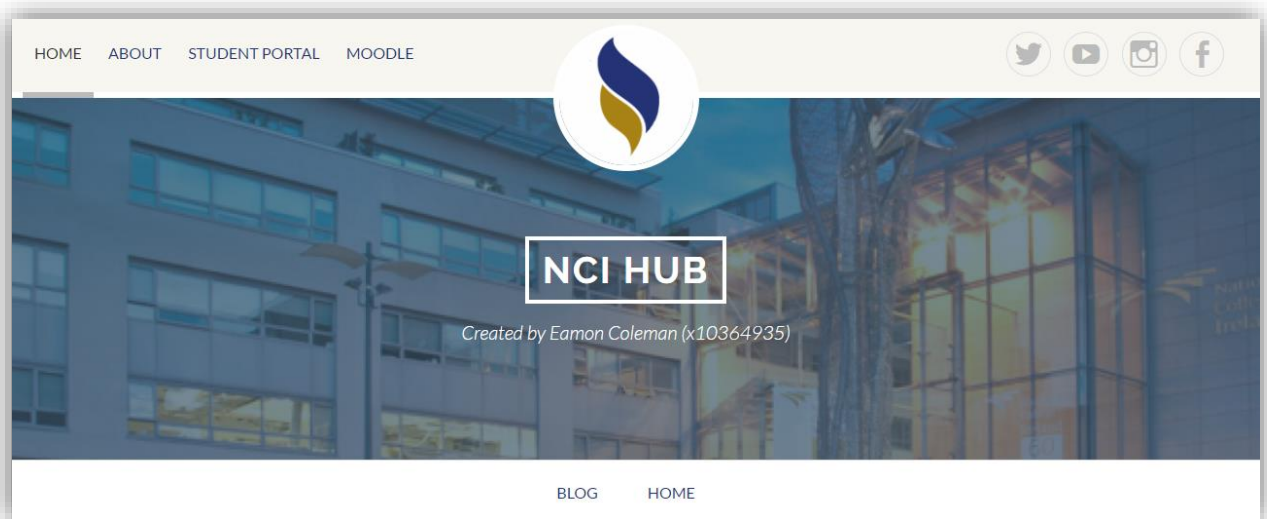 HOME ABOUT STUDENT PORTAL MOODLE
NCI HUB
Created by Eamon Coleman (x10364935)
BLOG HOME